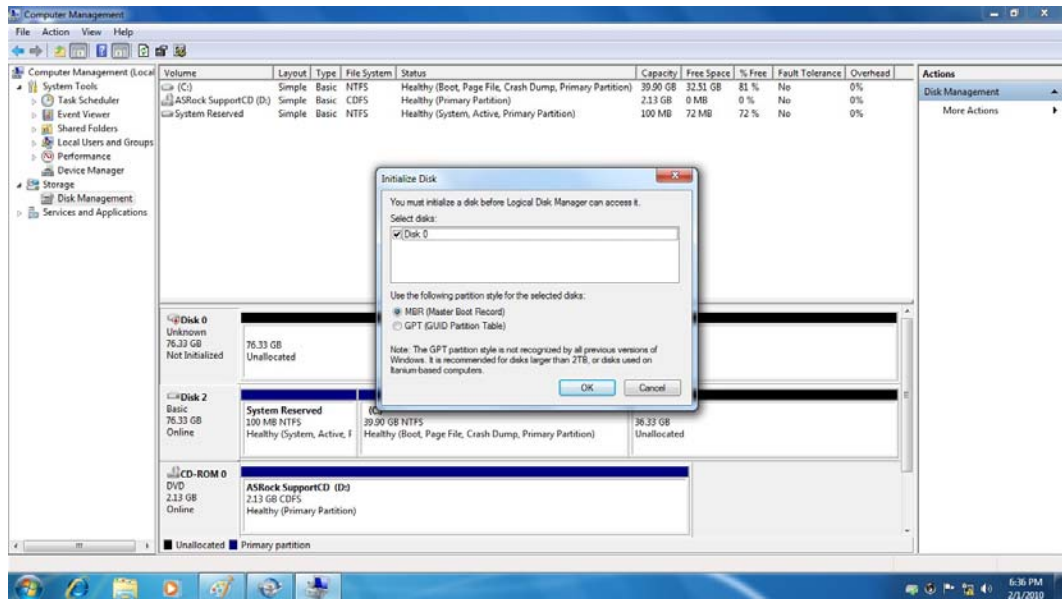 Computer Management
File Action View Help
Computer Management (Local
System Tools
Task Scheduler
Event Viewer
Shared Folders
Local Users and Groups
Performance
Device Manager
Storage
Disk Management
Services and Applications
Volume Layout Type File System Status Capacity Free Space % Free Fault Tolerance Overhead
(C:) Simple Basic NTFS Healthy (Boot, Page File, Crash Dump, Primary Partition) 39.90 GB 32.51 GB 81 % No 0%
ASRock SupportCD (D:) Simple Basic CDFS Healthy (Primary Partition) 2.13 GB 0 MB 0 % No 0%
System Reserved Simple Basic NTFS Healthy (System, Active, Primary Partition) 100 MB 72 MB 72 % No 0%
Actions
Disk Management
More Actions
Initialize Disk
You must initialize a disk before Logical Disk Manager can access it.
Select disks:
Disk 0
Use the following partition style for the selected disks:
MBR (Master Boot Record)
GPT (GUID Partition Table)
Note: The GPT partition style is not recognized by all previous versions of
Windows. It is recommended for disks larger than 2TB, or disks used on
Itanium-based computers.
OK Cancel
Disk 0
Unknown
76.33 GB
Not Initialized
76.33 GB
Unallocated
Disk 2
Basic
76.33 GB
Online
System Reserved
100 MB NTFS
Healthy (System, Active, P
(C:
39.90 GB NTFS
Healthy (Boot, Page File, Crash Dump, Primary Partition)
36.33 GB
Unallocated
CD-ROM 0
DVD
2.13 GB
Online
ASRock SupportCD (D:)
2.13 GB CDFS
Healthy (Primary Partition)
Unallocated Primary partition
6:36 PM
2/1/2010